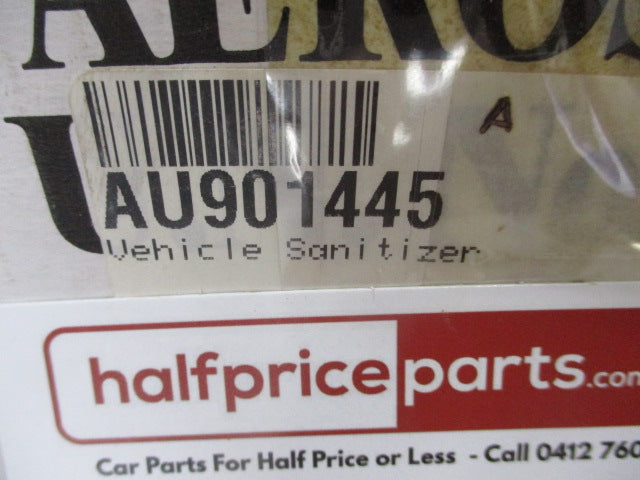 A
AU901445
Vehicle Sanitizer
halfpriceparts.com
Car Parts For Half Price or Less - Call 0412 760